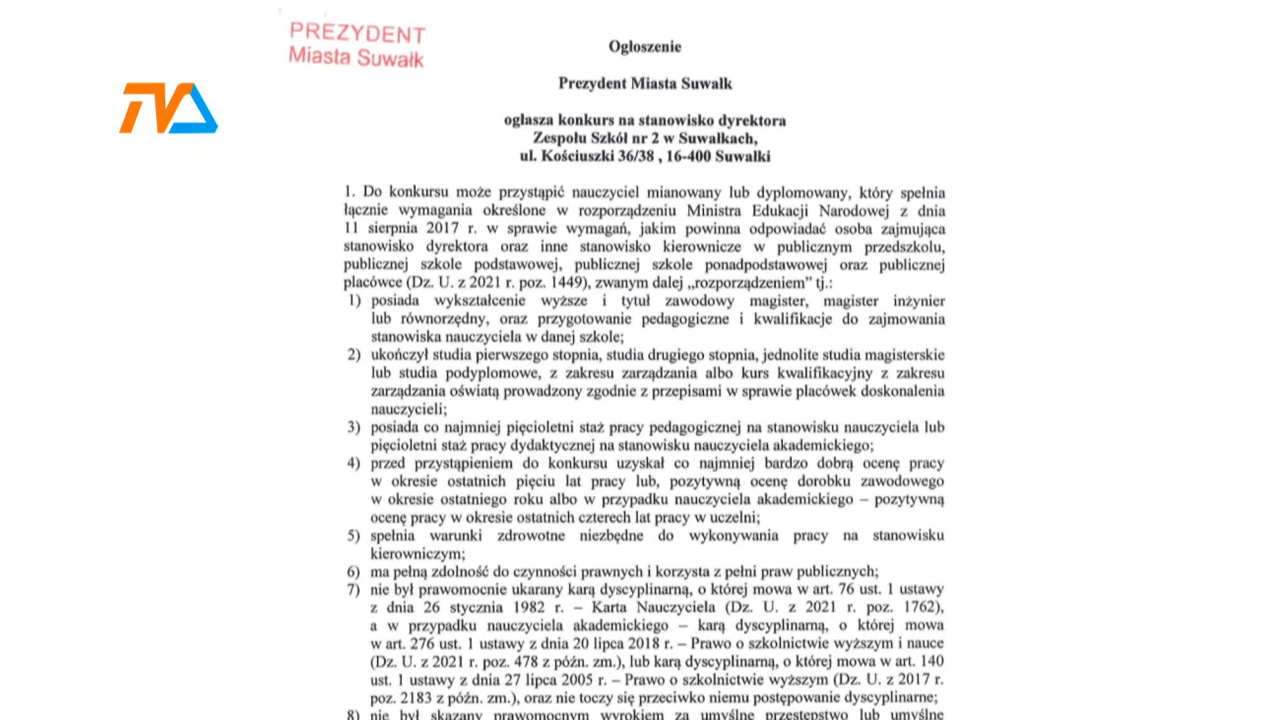 PREZYDENT
Miasta Suwałk
TVA
Ogłoszenie
Prezydent Miasta Suwałk
ogłasza konkurs na stanowisko dyrektora
Zespołu Szkół nr 2 w Suwałkach,
ul. Kościuszki 36/38 , 16-400 Suwałki
1. Do konkursu może przystąpić nauczyciel mianowany lub dyplomowany, który spełnia
łącznie wymagania określone w rozporządzeniu Ministra Edukacji Narodowej z dnia
11 sierpnia 2017 r. w sprawie wymagań, jakim powinna odpowiadać osoba zajmująca
stanowisko dyrektora oraz inne stanowisko kierownicze w publicznym przedszkolu,
publicznej szkole podstawowej, publicznej szkole ponadpodstawowej oraz publicznej
placówce (Dz. U. z 2021 r. poz. 1449), zwanym dalej „rozporządzeniem” tj.:
1) posiada wykształcenie wyższe i tytuł zawodowy magister, magister inżynier
lub równorzędny, oraz przygotowanie pedagogiczne i kwalifikacje do zajmowania
stanowiska nauczyciela w danej szkole;
2) ukończył studia pierwszego stopnia, studia drugiego stopnia, jednolite studia magisterskie
lub studia podyplomowe, z zakresu zarządzania albo kurs kwalifikacyjny z zakresu
zarządzania oświatą prowadzony zgodnie z przepisami w sprawie placówek doskonalenia
nauczycieli;
3) posiada co najmniej pięcioletni staż pracy pedagogicznej na stanowisku nauczyciela lub
pięcioletni staż pracy dydaktycznej na stanowisku nauczyciela akademickiego;
4) przed przystąpieniem do konkursu uzyskał co najmniej bardzo dobrą ocenę pracy
w okresie ostatnich pięciu lat pracy lub, pozytywną ocenę dorobku zawodowego
w okresie ostatniego roku albo w przypadku nauczyciela akademickiego – pozytywną
ocenę pracy w okresie ostatnich czterech lat pracy w uczelni;
5) spełnia warunki zdrowotne niezbędne do wykonywania pracy na stanowisku
kierowniczym;
6) ma pełną zdolność do czynności prawnych i korzysta z pełni praw publicznych;
7) nie był prawomocnie ukarany karą dyscyplinarną, o której mowa w art. 76 ust. 1 ustawy
z dnia 26 stycznia 1982 r. – Karta Nauczyciela (Dz. U. z 2021 r. poz. 1762),
a w przypadku nauczyciela akademickiego – karą dyscyplinarną, o której mowa
w art. 276 ust. 1 ustawy z dnia 20 lipca 2018 r. – Prawo o szkolnictwie wyższym i nauce
(Dz. U. z 2021 r. poz. 478 z późn. zm.), lub karą dyscyplinarną, o której mowa w art. 140
ust. 1 ustawy z dnia 27 lipca 2005 r. – Prawo o szkolnictwie wyższym (Dz. U. z 2017 r.
poz. 2183 z późn. zm.), oraz nie toczy się przeciwko niemu postępowanie dyscyplinarne;
8) nie był skazany prawomocnym wyrokiem za umyślne przestępstwo lub umyślne